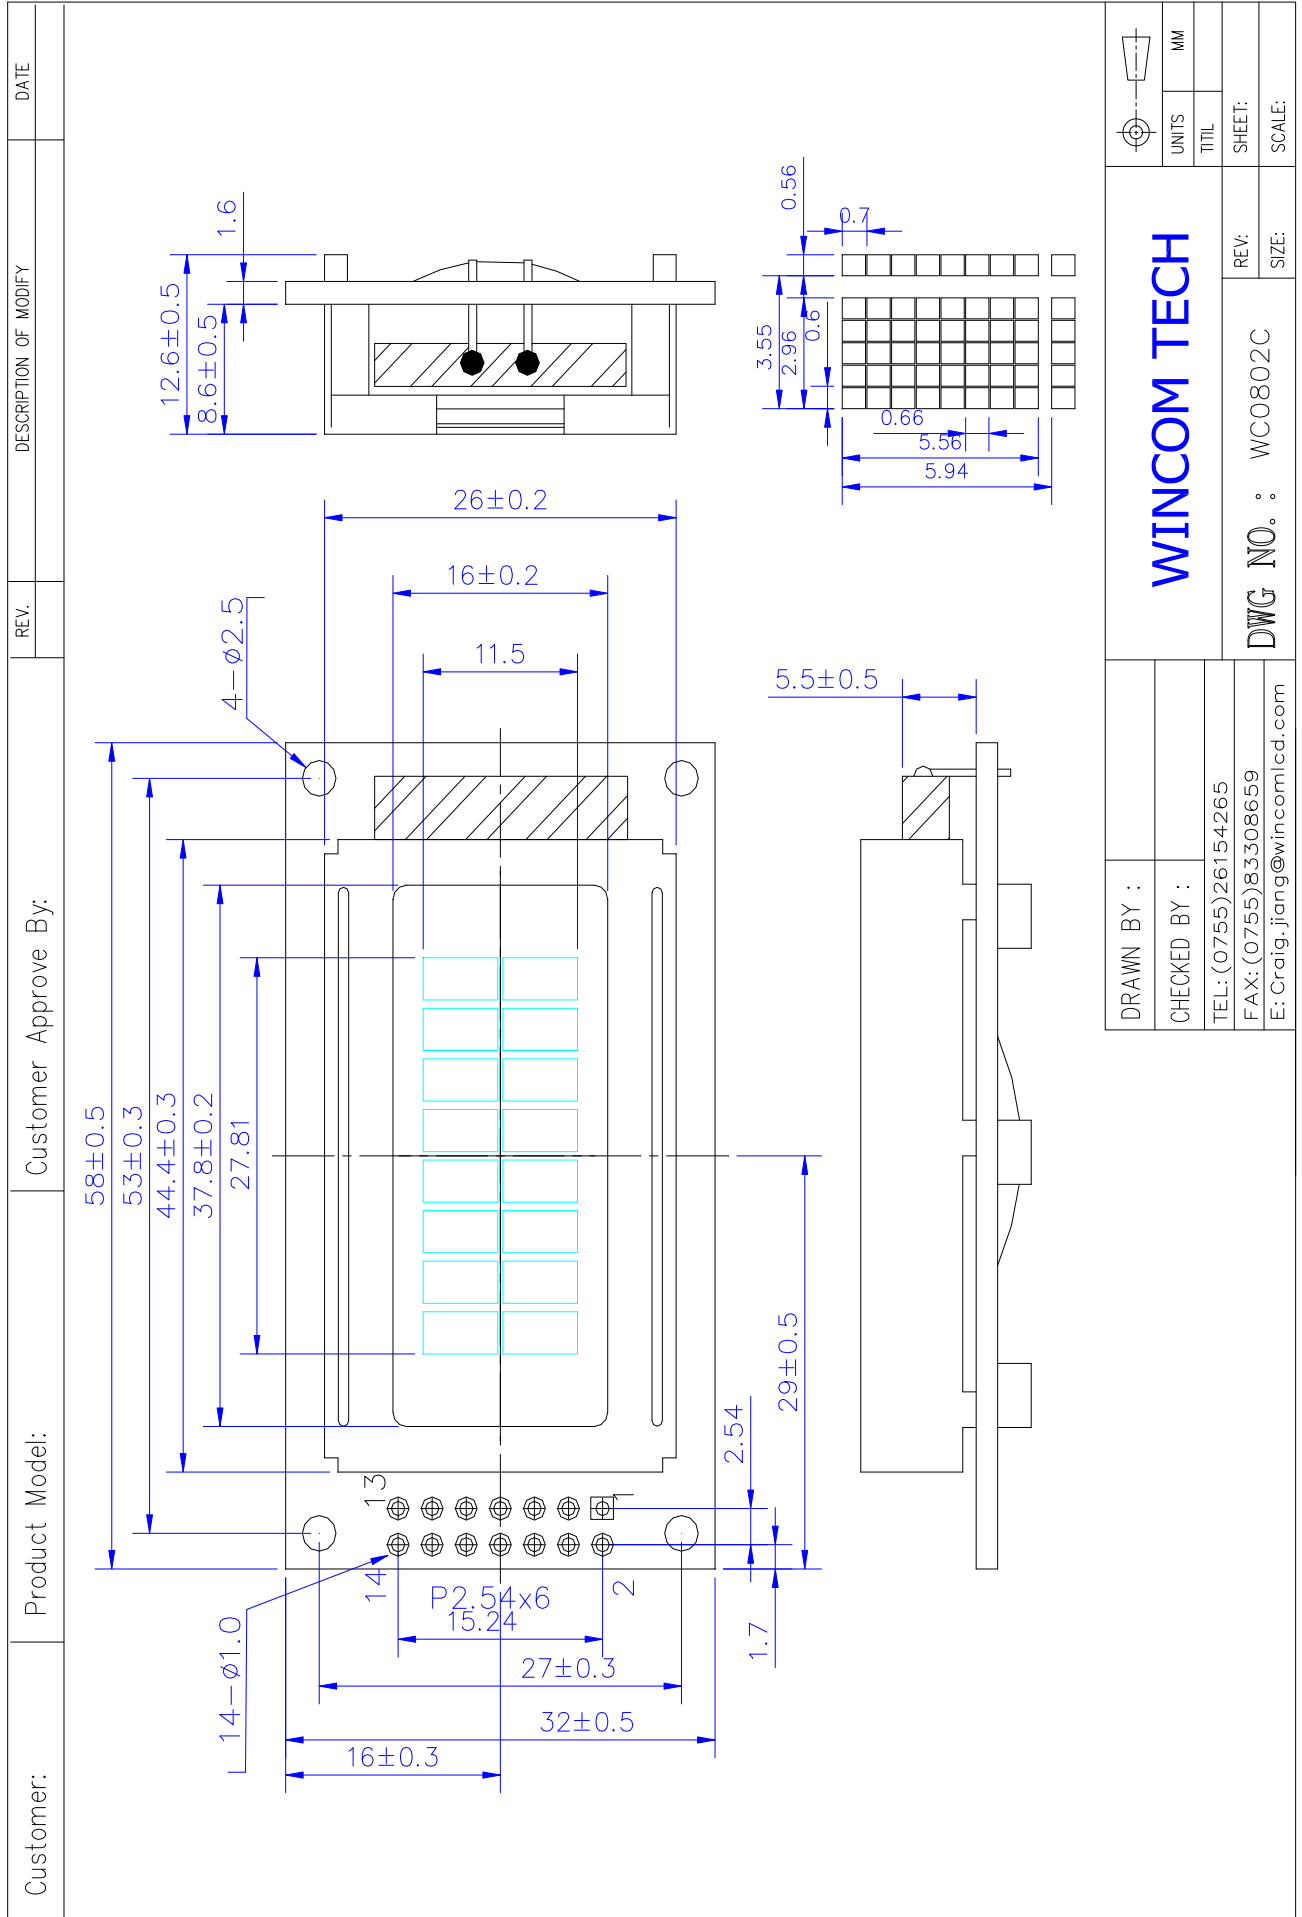 Customer:
Product Model:
Customer Approve By:
REV.
DESCRIPTION OF MODIFY
DATE
12.6±0.5
8.6±0.5
1.6
0.56
0.7
3.55
2.96
0.6
0.66
5.56
5.94
26±0.2
16±0.2
11.5
4-ø2.5
58±0.5
53±0.3
44.4±0.3
37.8±0.2
27.81
5.5±0.5
29±0.5
2.54
1.7
13
1
14
2
P2.54x6
15.24
14-ø1.0
27±0.3
32±0.5
16±0.3
DRAWN BY :
CHECKED BY :
TEL: (0755)26154265
FAX: (0755)83308659
E: Craig.jiang@wincomlcd.com
WINCOM TECH
DWG NO. : WC0802C
UNITS MM
TITIL
REV: SHEET:
SIZE: SCALE: